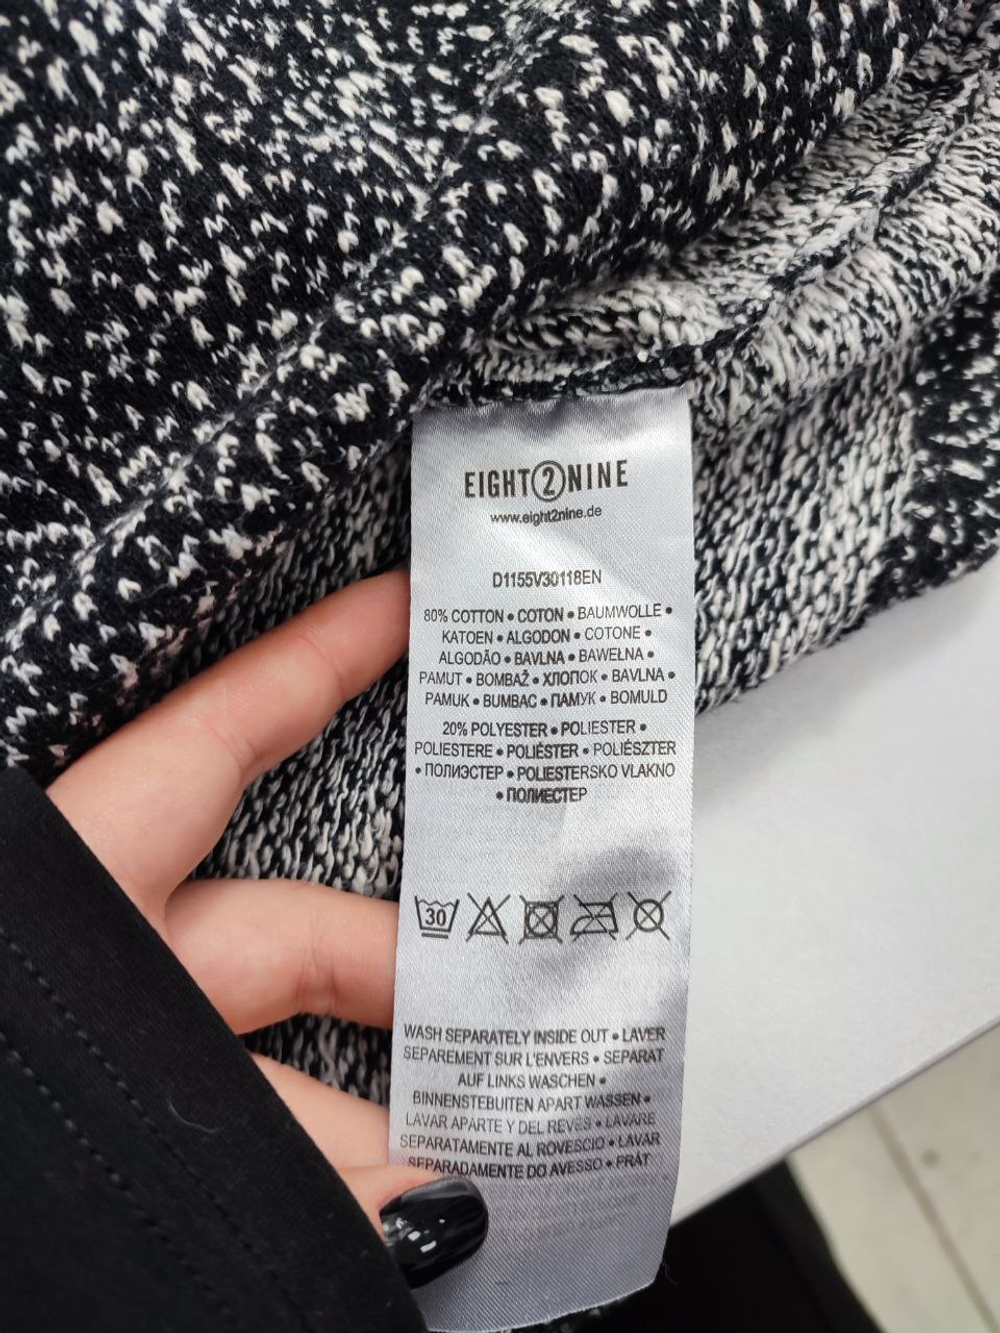 EIGHT2NINE
www.eight2nine.de
D1155V30118EN
80% COTTON • COTON • BAUMWOLLE •
KATOEN • ALGODON • COTONE •
ALGODÃO • BAVLNA • BAWEŁNA •
PAMUT • BOMBAŽ • ХЛОПОК • BAVLNA •
PAMUK • BUMBAC • ПАМУК • BOMULD
20% POLYESTER • POLIESTER •
POLIESTERE • POLIÉSTER • POLIÉSZTER
• ПОЛИЭСТЕР • POLIESTERSKO VLAKNO
• ПОЛИЕСТЕР
30
WASH SEPARATELY INSIDE OUT • LAVER
SEPAREMENT SUR L'ENVERS • SEPARAT
AUF LINKS WASCHEN •
BINNENSTEBUITEN APART WASSEN •
LAVAR APARTE Y DEL REVES • LAVARE
SEPARATAMENTE AL ROVESCIO • LAVAR
SEPARADAMENTE DO AVESSO • PRÁT